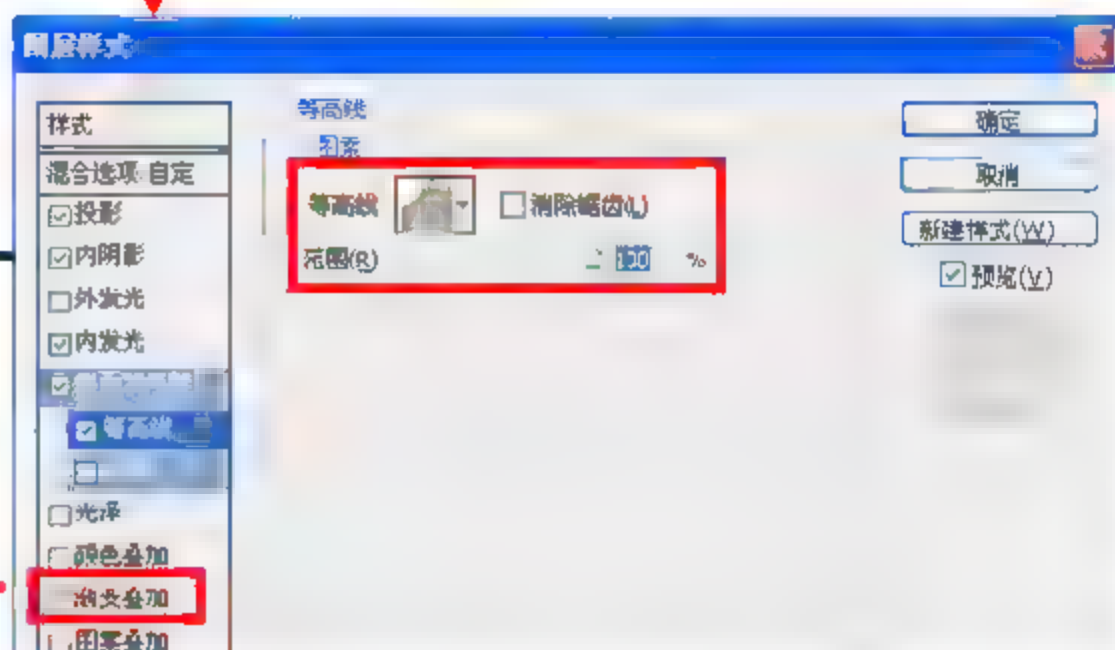 图层样式
样式
混合选项:自定
投影
内阴影
外发光
内发光
等高线
光泽
颜色叠加
渐变叠加
图案叠加
等高线
图素
等高线
消除锯齿(L)
范围(R)
100 %
确定
取消
新建样式(W)
预览(V)